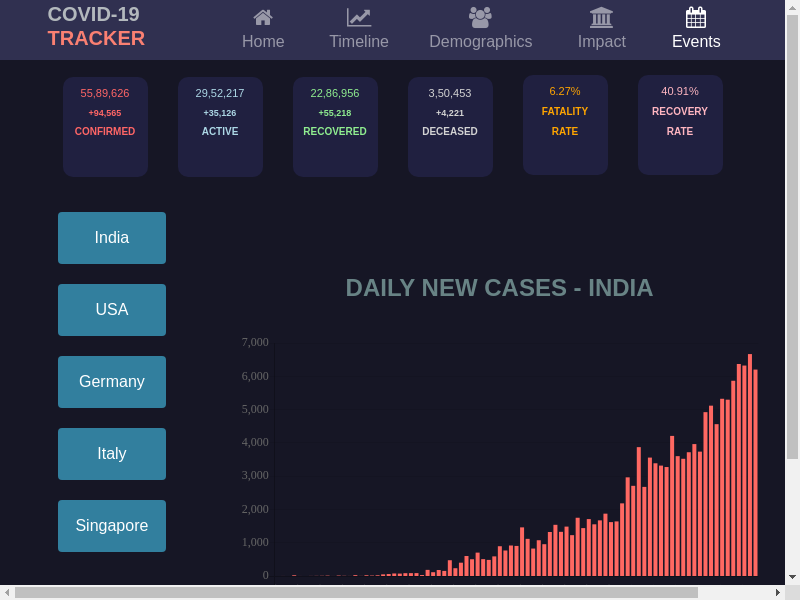 COVID-19
TRACKER
Home
Timeline
Demographics
Impact
Events
55,89,626
+94,565
CONFIRMED
29,52,217
+35,126
ACTIVE
22,86,956
+55,218
RECOVERED
3,50,453
+4,221
DECEASED
6.27%
FATALITY
RATE
40.91%
RECOVERY
RATE
India
USA
Germany
Italy
Singapore
DAILY NEW CASES - INDIA
7,000
6,000
5,000
4,000
3,000
2,000
1,000
0